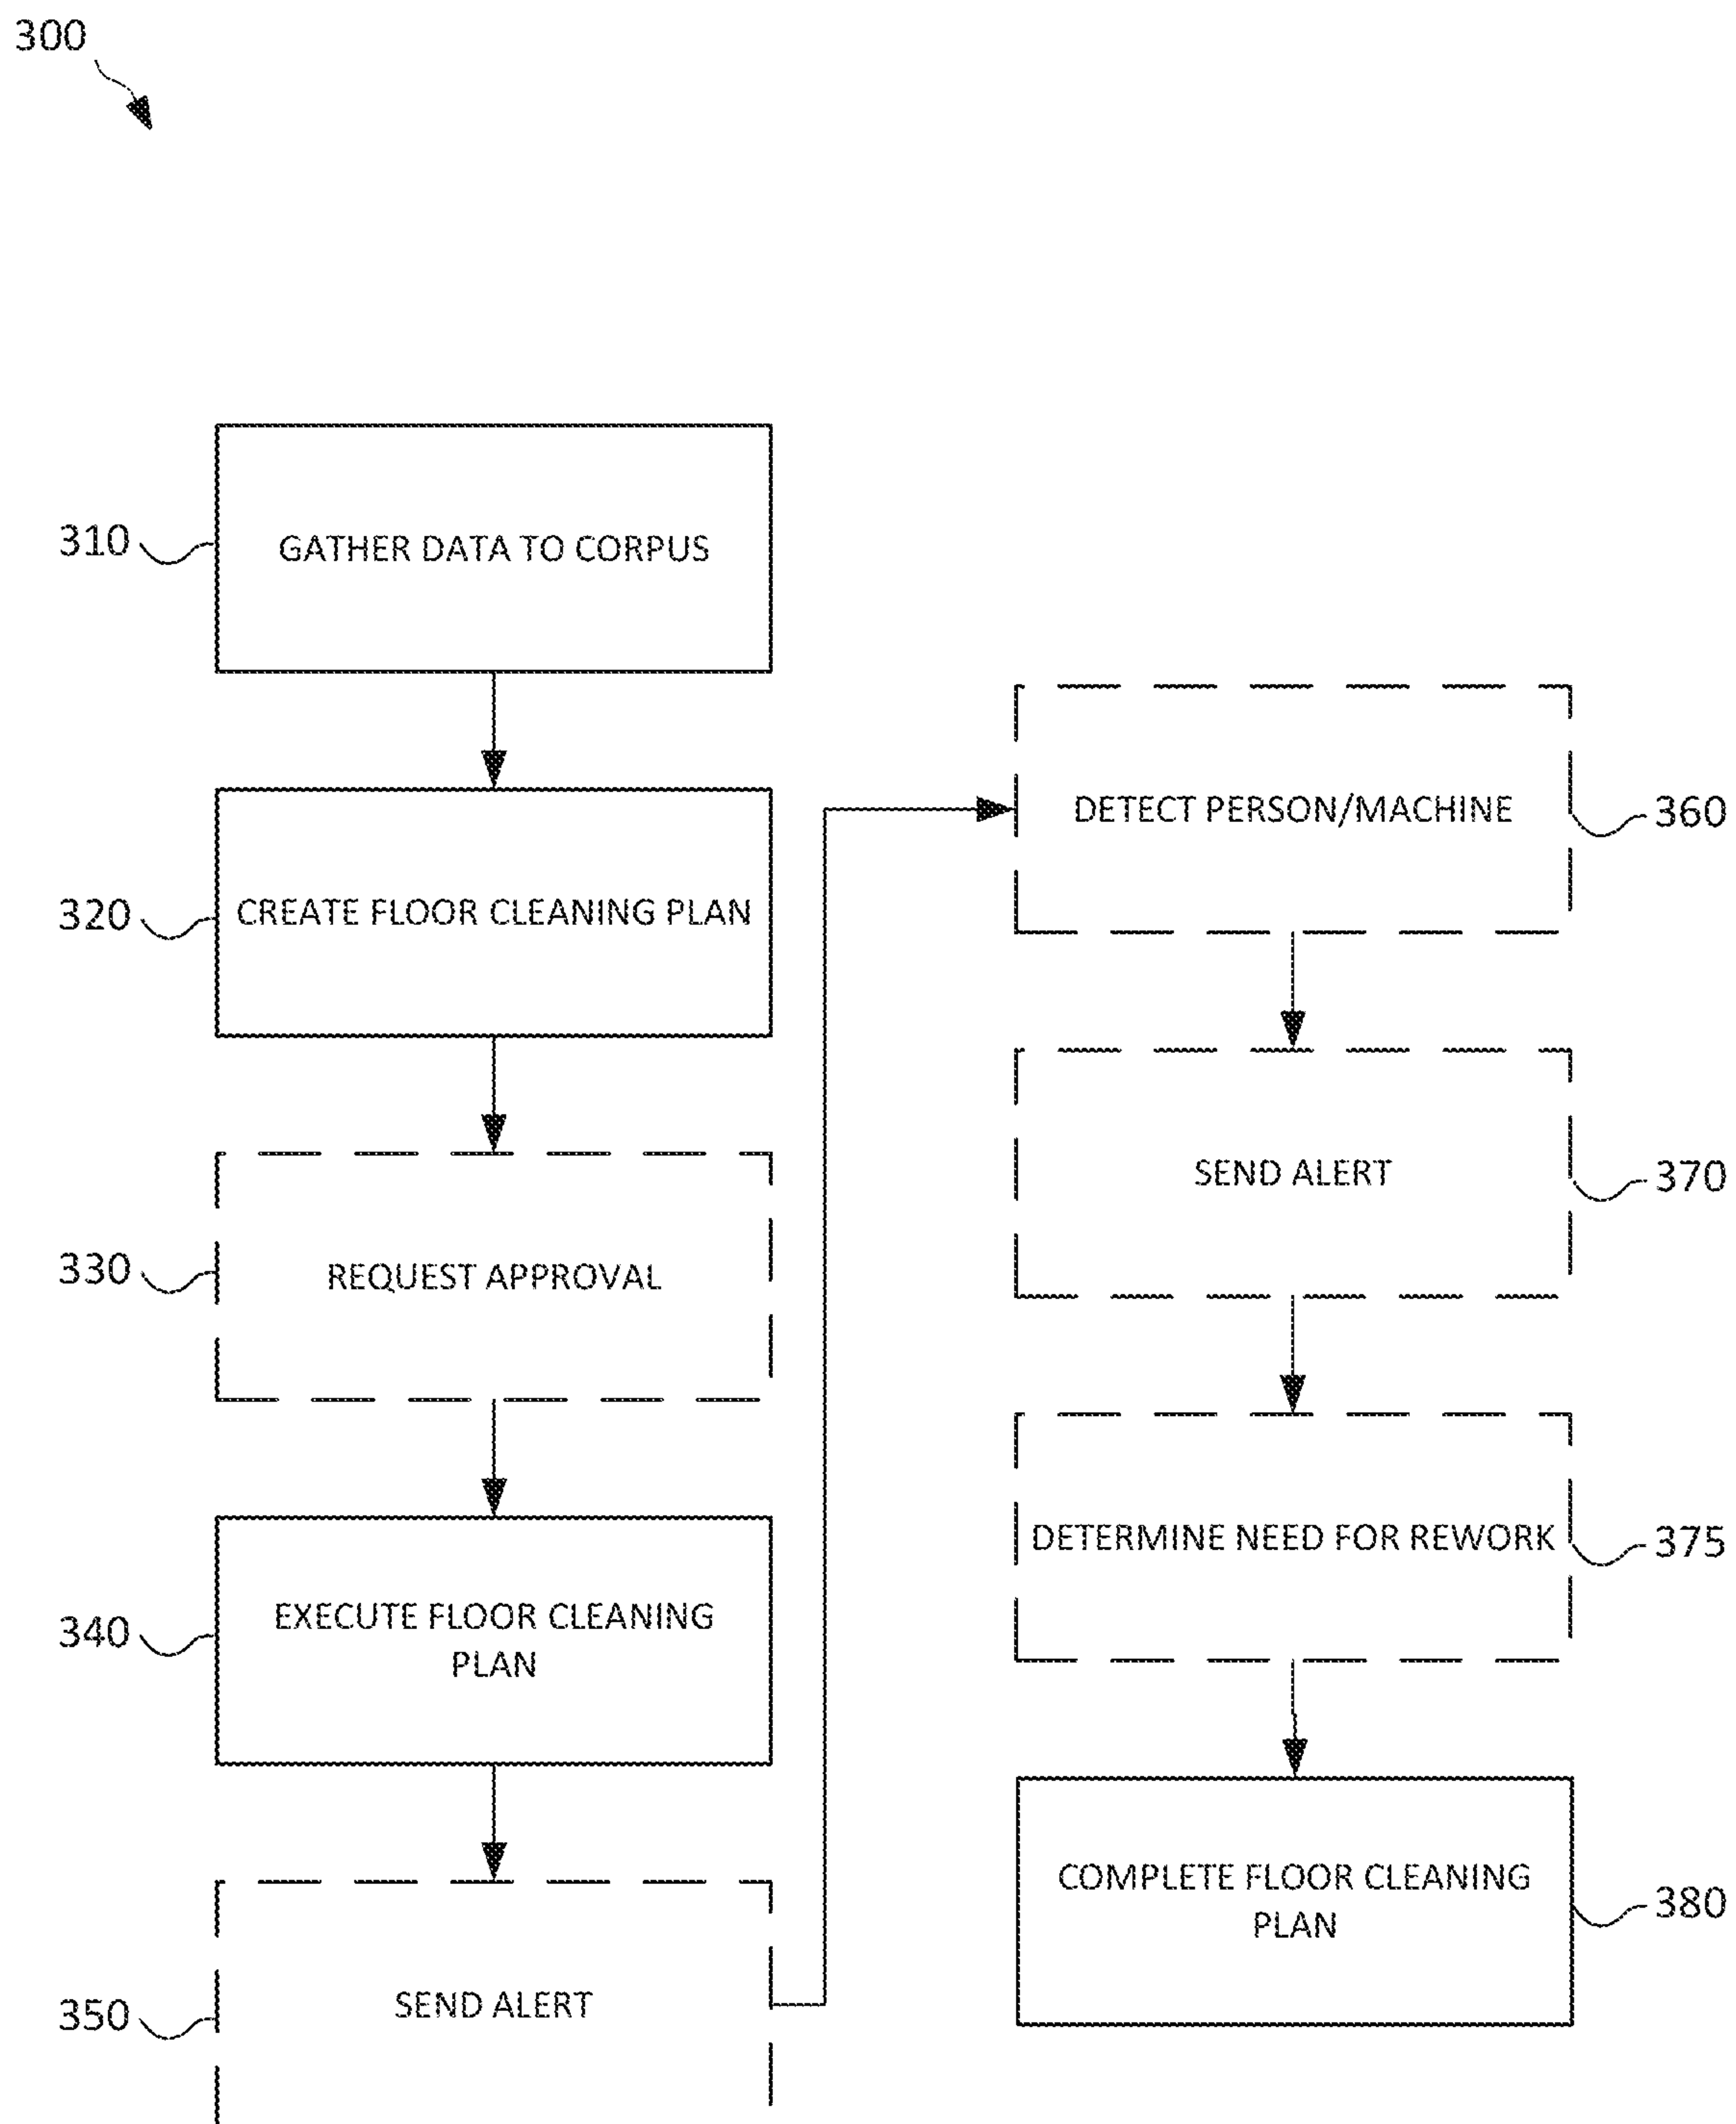 300
310
GATHER DATA TO CORPUS
320
CREATE FLOOR CLEANING PLAN
330
REQUEST APPROVAL
340
EXECUTE FLOOR CLEANING
PLAN
350
SEND ALERT
DETECT PERSON/MACHINE
360
SEND ALERT
370
DETERMINE NEED FOR REWORK
375
COMPLETE FLOOR CLEANING
PLAN
380